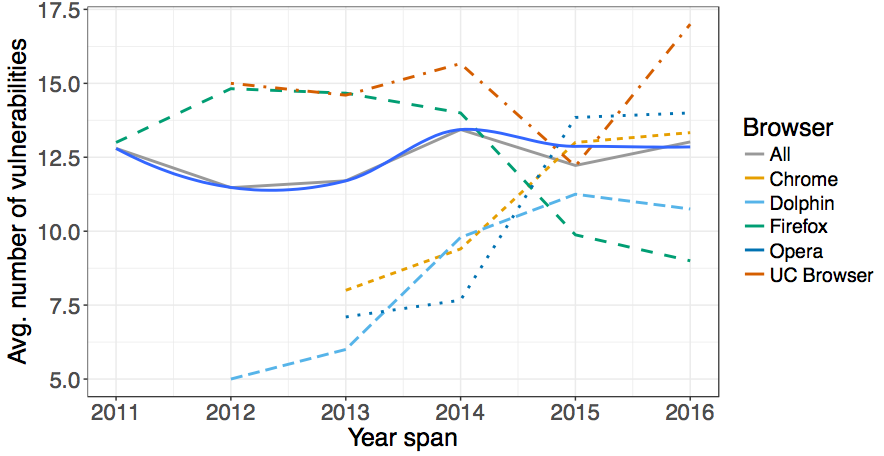 Avg. number of vulnerabilities
17.5
15.0
12.5
10.0
7.5
5.0
2011 2012 2013 2014 2015 2016
Year span
Browser
All
Chrome
Dolphin
Firefox
Opera
UC Browser